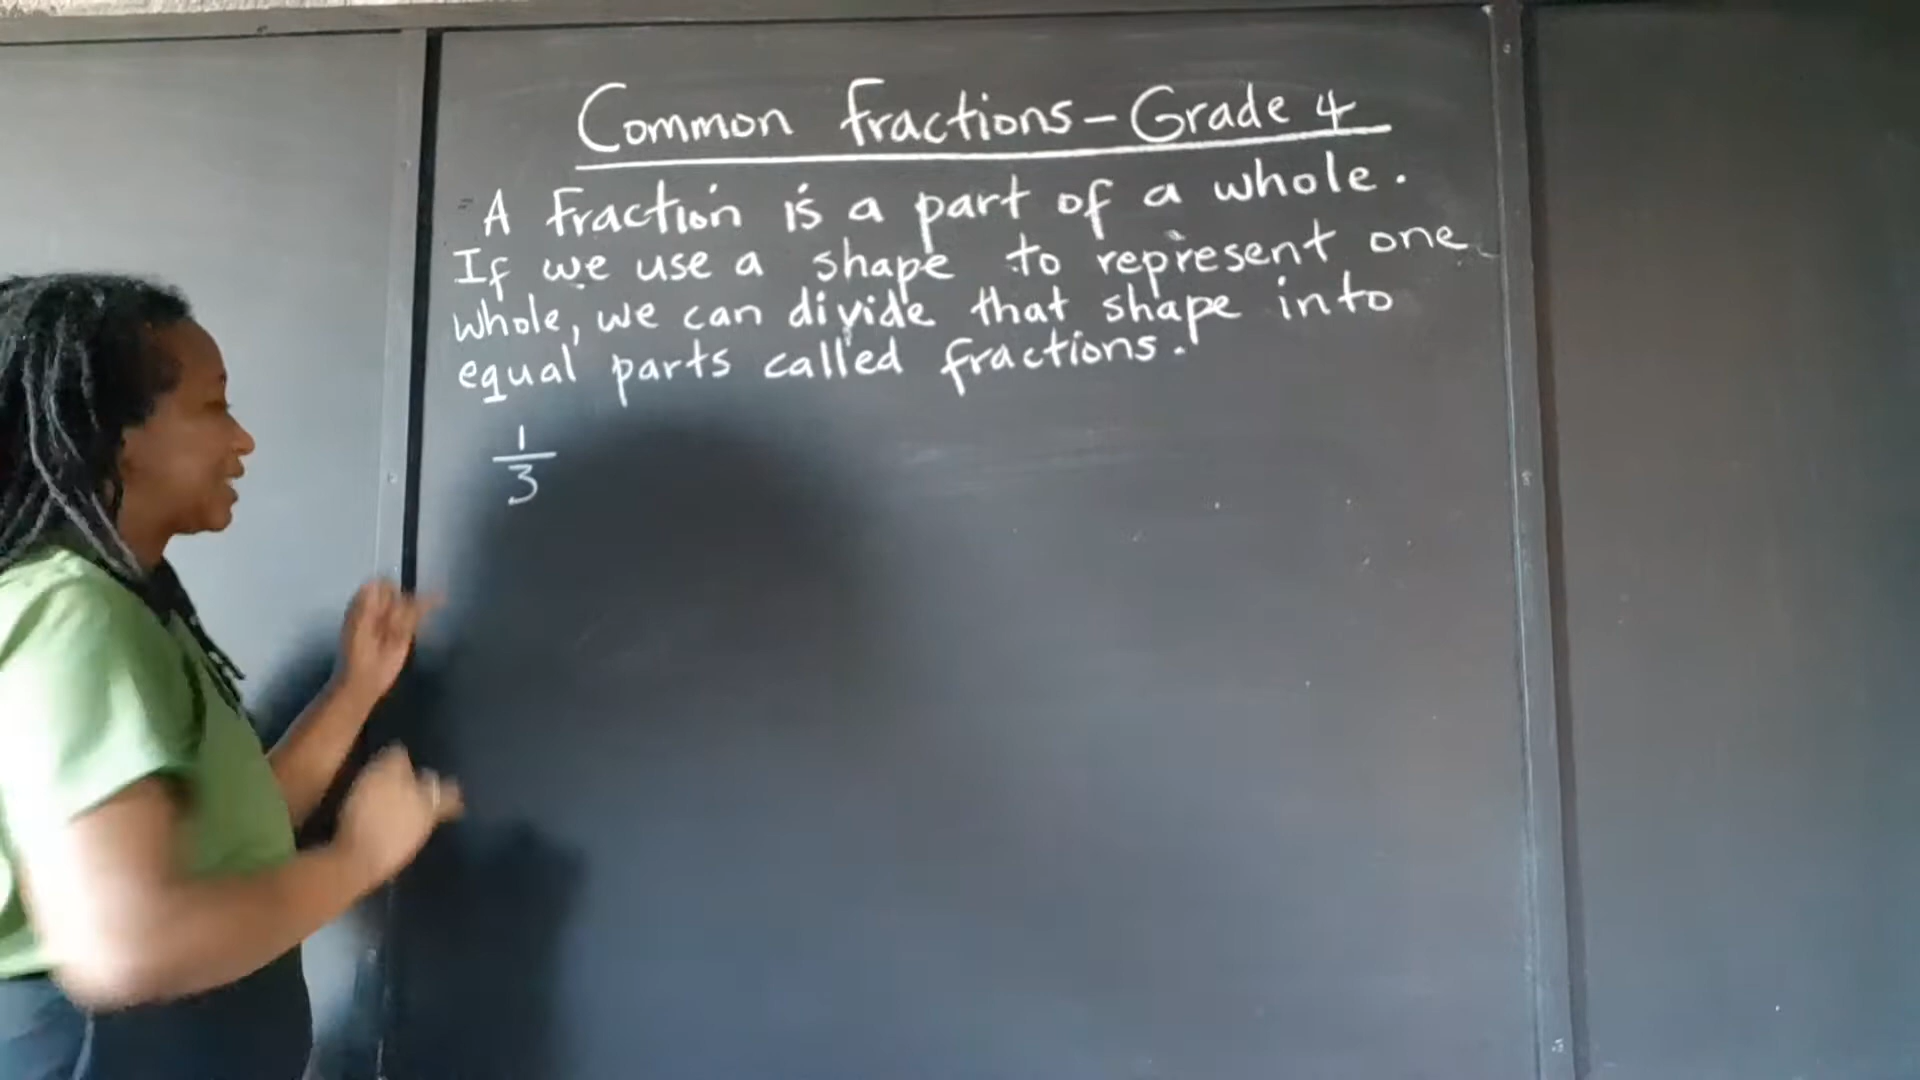 Common fractions - Grade 4
A fraction is a part of a whole.
If we use a shape to represent one
whole, we can divide that shape into
equal parts called fractions.
1
3